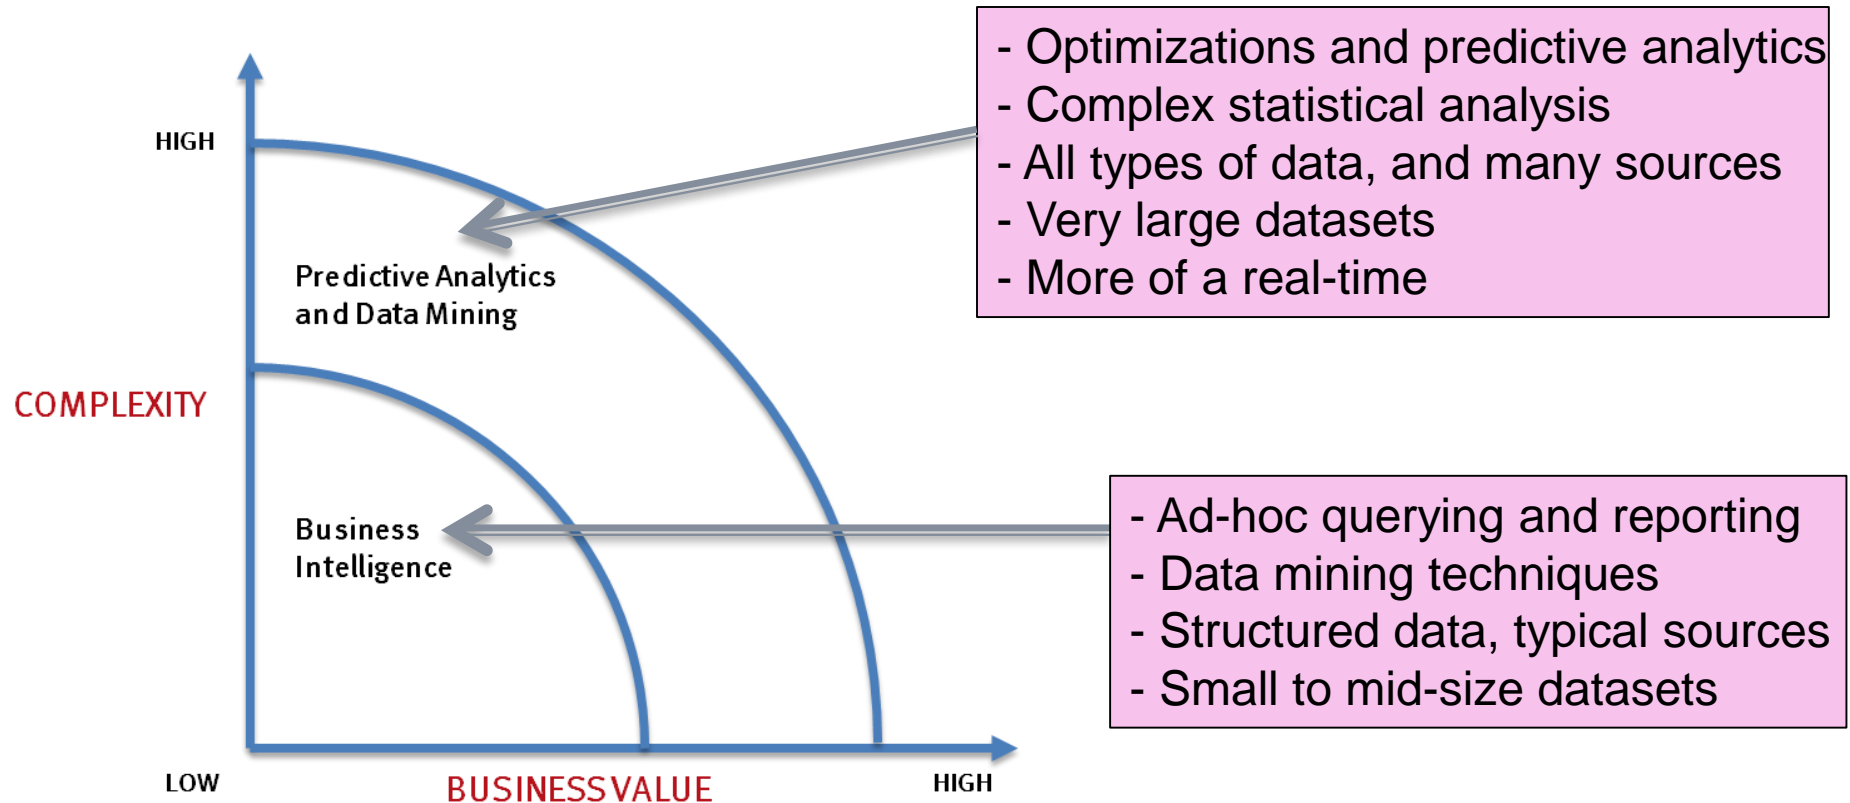 - Optimizations and predictive analytics
- Complex statistical analysis
- All types of data, and many sources
- Very large datasets
- More of a real-time
HIGH
Predictive Analytics
and Data Mining
COMPLEXITY
- Ad-hoc querying and reporting
- Data mining techniques
- Structured data, typical sources
- Small to mid-size datasets
Business
Intelligence
LOW
BUSINESS VALUE
HIGH